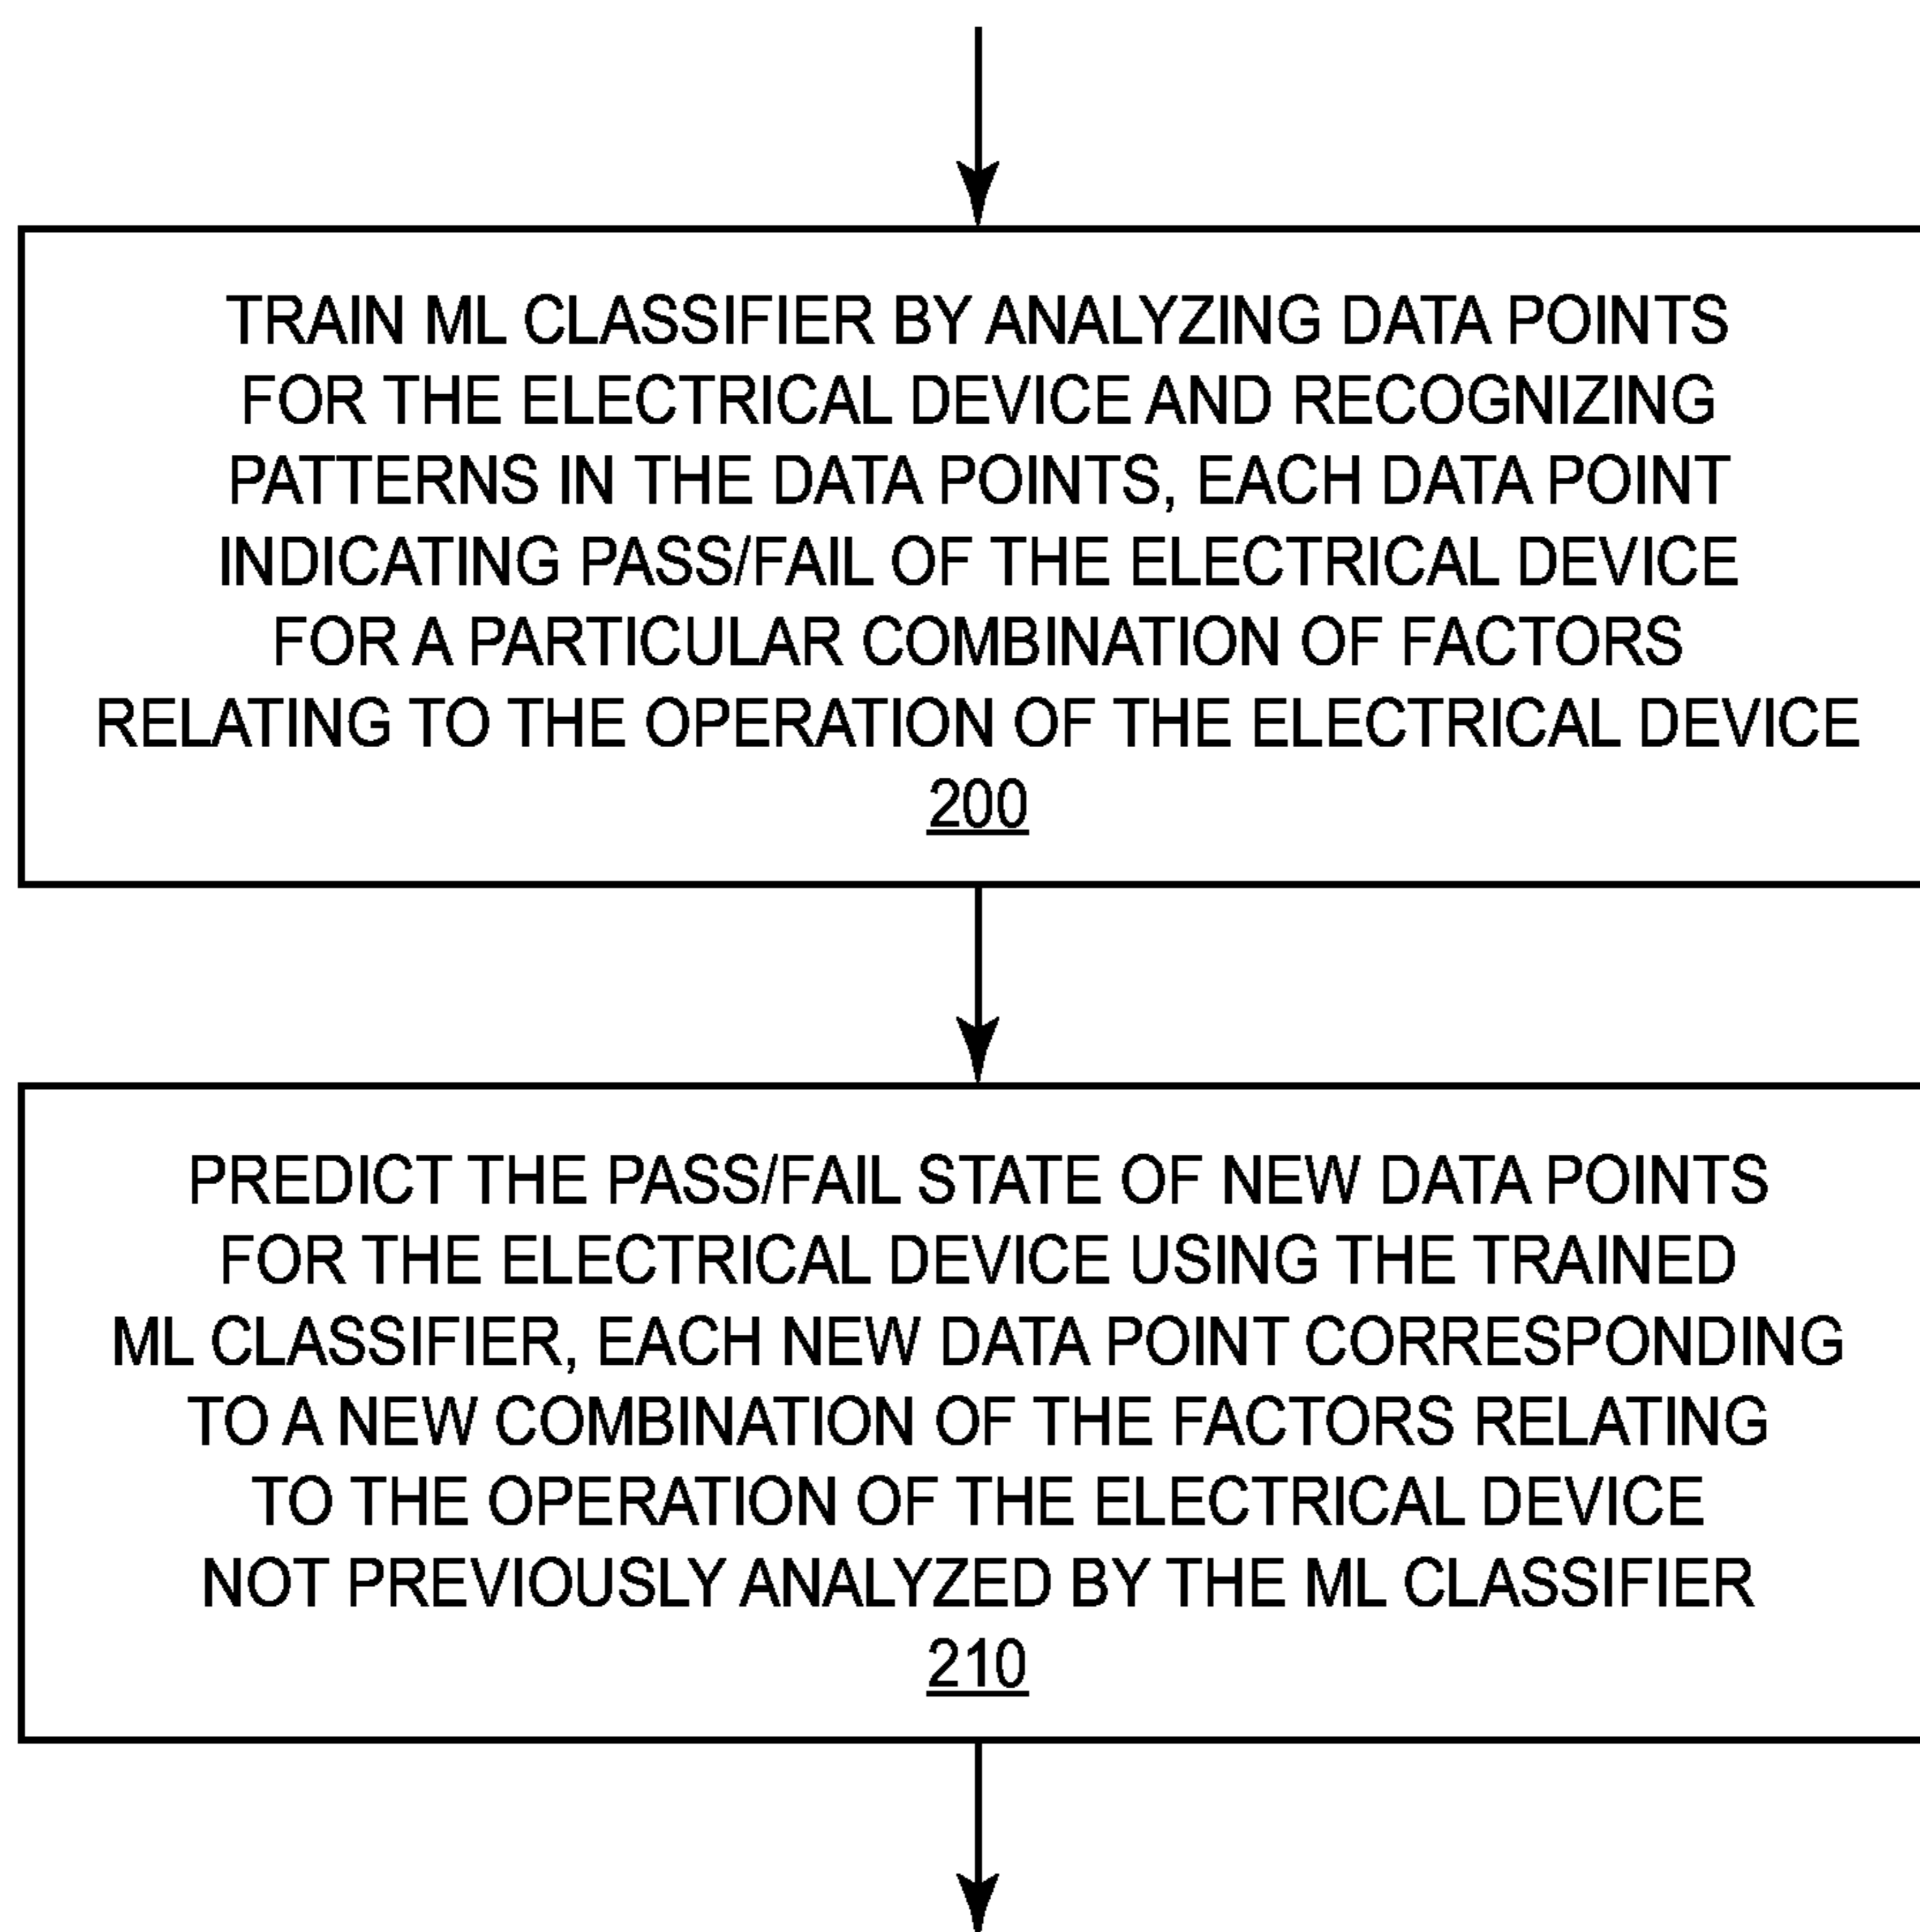 TRAIN ML CLASSIFIER BY ANALYZING DATA POINTS
FOR THE ELECTRICAL DEVICE AND RECOGNIZING
PATTERNS IN THE DATA POINTS, EACH DATA POINT
INDICATING PASS/FAIL OF THE ELECTRICAL DEVICE
FOR A PARTICULAR COMBINATION OF FACTORS
RELATING TO THE OPERATION OF THE ELECTRICAL DEVICE
200
PREDICT THE PASS/FAIL STATE OF NEW DATA POINTS
FOR THE ELECTRICAL DEVICE USING THE TRAINED
ML CLASSIFIER, EACH NEW DATA POINT CORRESPONDING
TO A NEW COMBINATION OF THE FACTORS RELATING
TO THE OPERATION OF THE ELECTRICAL DEVICE
NOT PREVIOUSLY ANALYZED BY THE ML CLASSIFIER
210